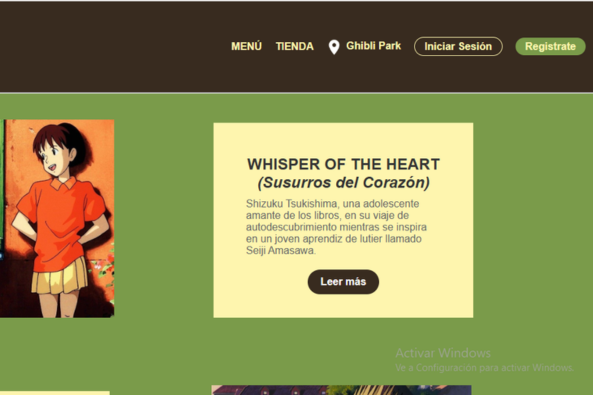 MENÚ TIENDA Ghibli Park Iniciar Sesión Registrate
WHISPER OF THE HEART
(Susurros del Corazón)
Shizuku Tsukishima, una adolescente
amante de los libros, en su viaje de
autodescubrimiento mientras se inspira
en un joven aprendiz de lutier llamado
Seiji Amasawa.
Leer más
Activar Windows
Ve a Configuración para activar Windows.